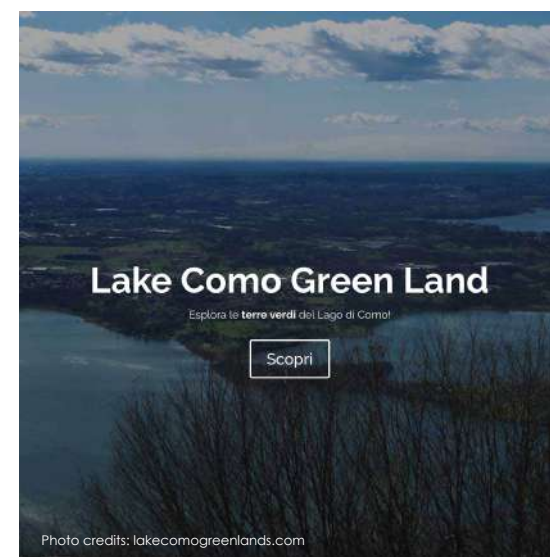 Lake Como Green Land
Esplora le terre verdi del Lago di Como!
Scopri
Photo credits: lakecomogreenlands.com